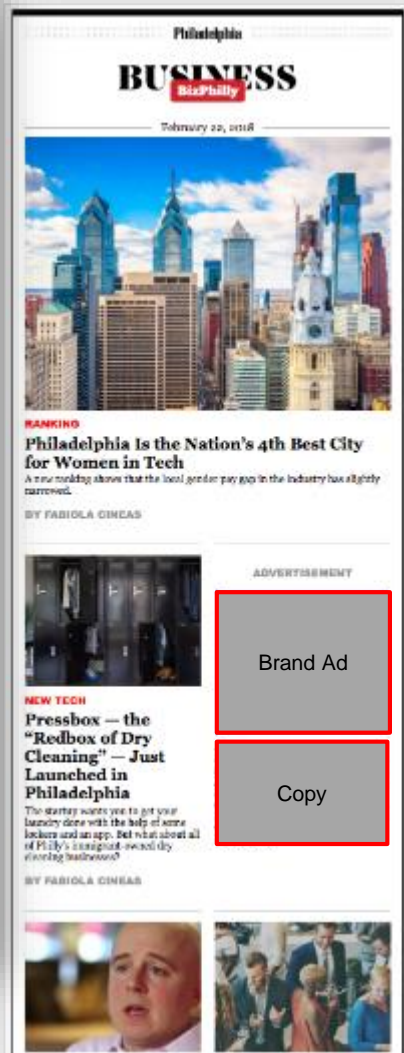 Philadelphia
BUSINESS
BizPhilly
February 22, 2018
RANKING
Philadelphia Is the Nation's 4th Best City
for Women in Tech
A new ranking shows that the local gender pay gap in the industry has slightly
narrowed.
BY FABIOLA CINEAS
ADVERTISEMENT
Brand Ad
Copy
NEW TECH
Pressbox — the
“Redbox of Dry
Cleaning” — Just
Launched in
Philadelphia
The startup wants you to get your
laundry done with the help of some
lockers and an app. But what about all
of Philly's immigrant-owned dry
cleaning businesses?
BY FABIOLA CINEAS